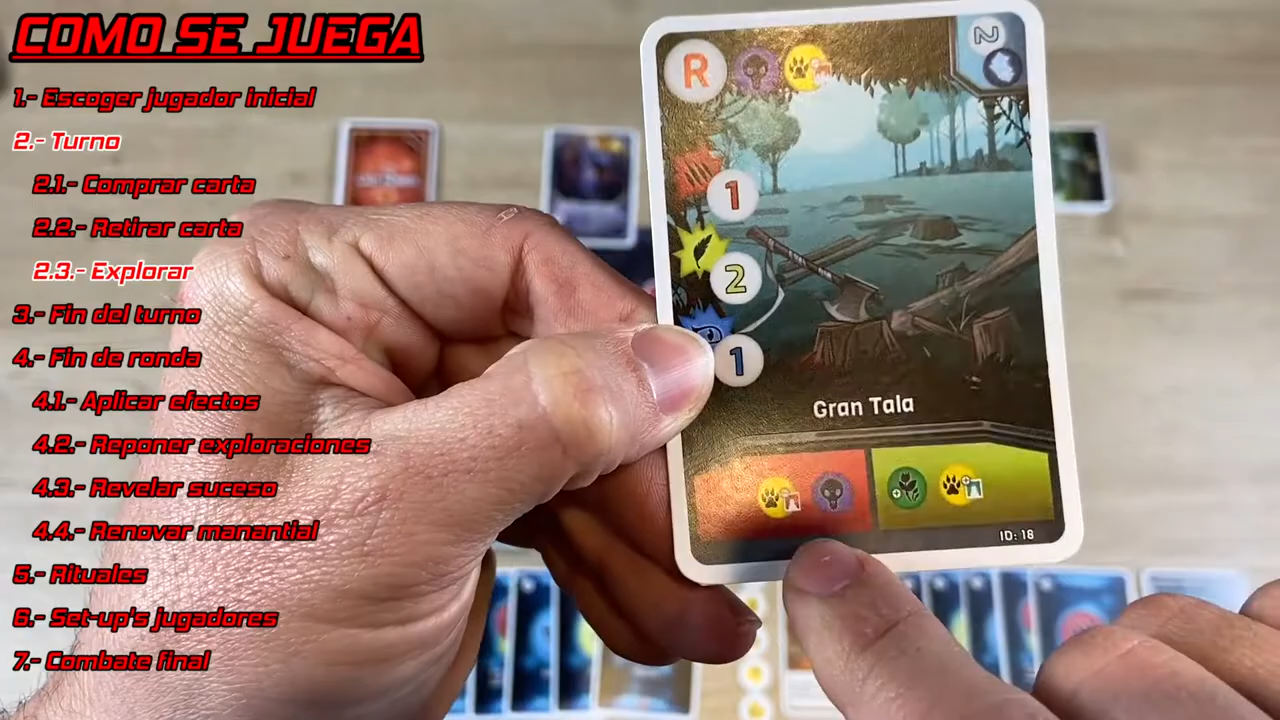 COMO SE JUEGA
1.- Escoger jugador inicial
2.- Turno
2.1.- Comprar carta
2.2.- Retirar carta
2.3.- Explorar
3.- Fin del turno
4.- Fin de ronda
4.1.- Aplicar efectos
4.2.- Reponer exploraciones
4.3.- Revelar suceso
4.4.- Renovar manantial
5.- Rituales
6.- Set-up's jugadores
7.- Combate final
R
2
1
2
1
Gran Tala
ID: 18